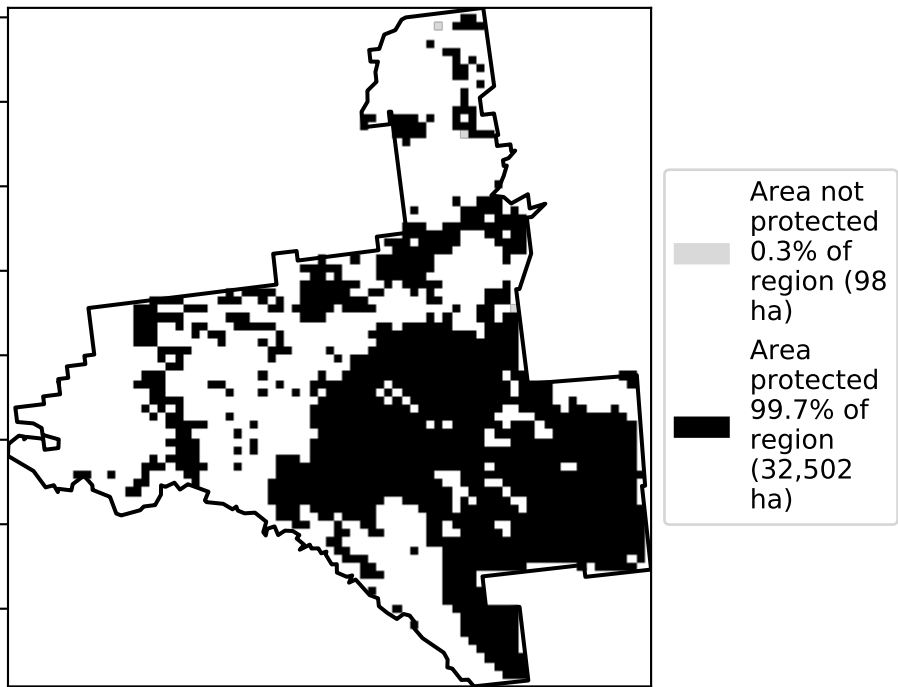 Area not
protected
0.3% of
region (98
ha)
Area
protected
99.7% of
region
(32,502
ha)